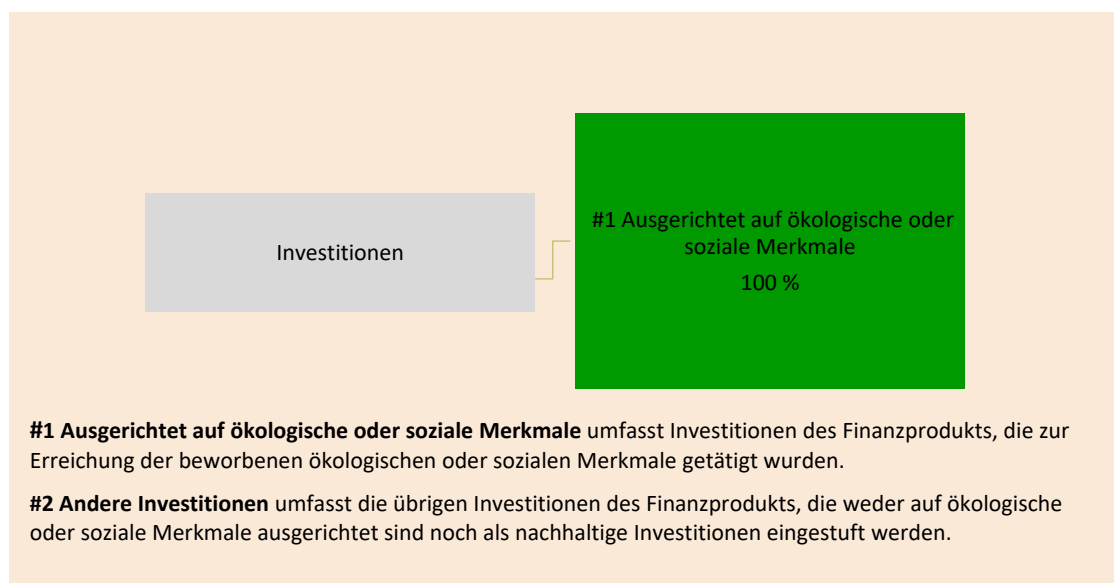 Investitionen
#1 Ausgerichtet auf ökologische oder
soziale Merkmale
100 %
#1 Ausgerichtet auf ökologische oder soziale Merkmale umfasst Investitionen des Finanzprodukts, die zur
Erreichung der beworbenen ökologischen oder sozialen Merkmale getätigt wurden.
#2 Andere Investitionen umfasst die übrigen Investitionen des Finanzprodukts, die weder auf ökologische
oder soziale Merkmale ausgerichtet sind noch als nachhaltige Investitionen eingestuft werden.